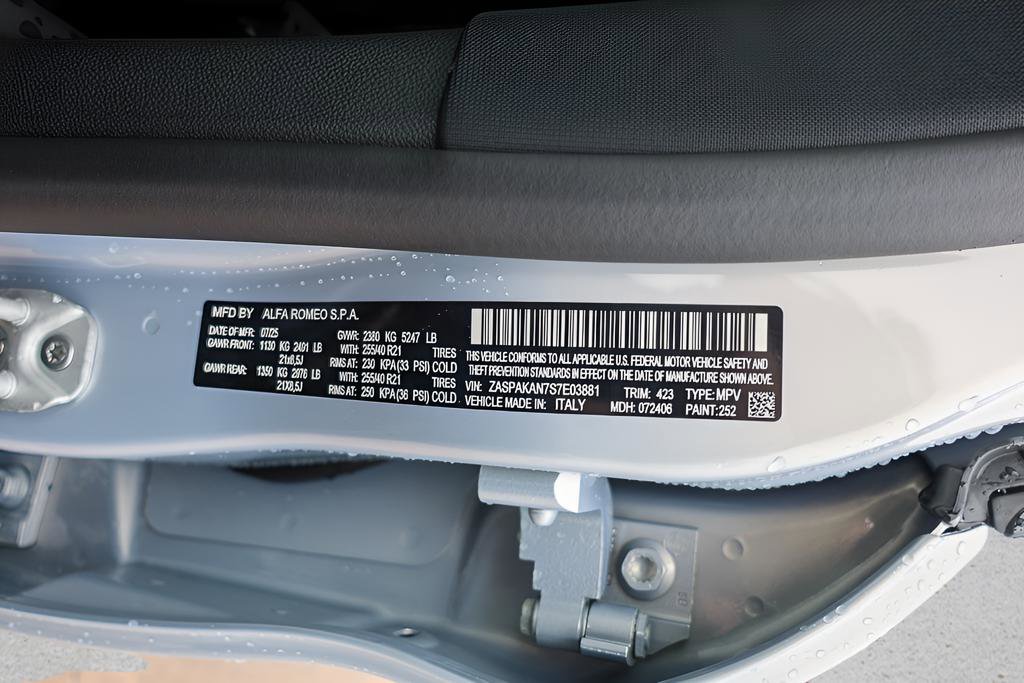 MFD BY ALFA ROMEO S.P.A.
DATE OF MFR: 07/25 GVWR: 2380 KG 5247 LB
GAWR FRONT: 1130 KG 2491 LB WITH: 255/40 R21 TIRES
21x8,5J RIMS AT: 230 KPA(33 PSI) COLD
GAWR REAR: 1350 KG 2976 LB WITH: 255/40 R21 TIRES
21X8,5J RIMS AT: 250 KPA(36 PSI) COLD
THIS VEHICLE CONFORMS TO ALL APPLICABLE U.S. FEDERAL MOTOR VEHICLE SAFETY AND
THEFT PREVENTION STANDARDS IN EFFECT ON THE DATE OF MANUFACTURE SHOWN ABOVE.
VIN: ZASPAKAN7S7E03881 TRIM: 423 TYPE: MPV
VEHICLE MADE IN: ITALY MDH: 072406 PAINT:252